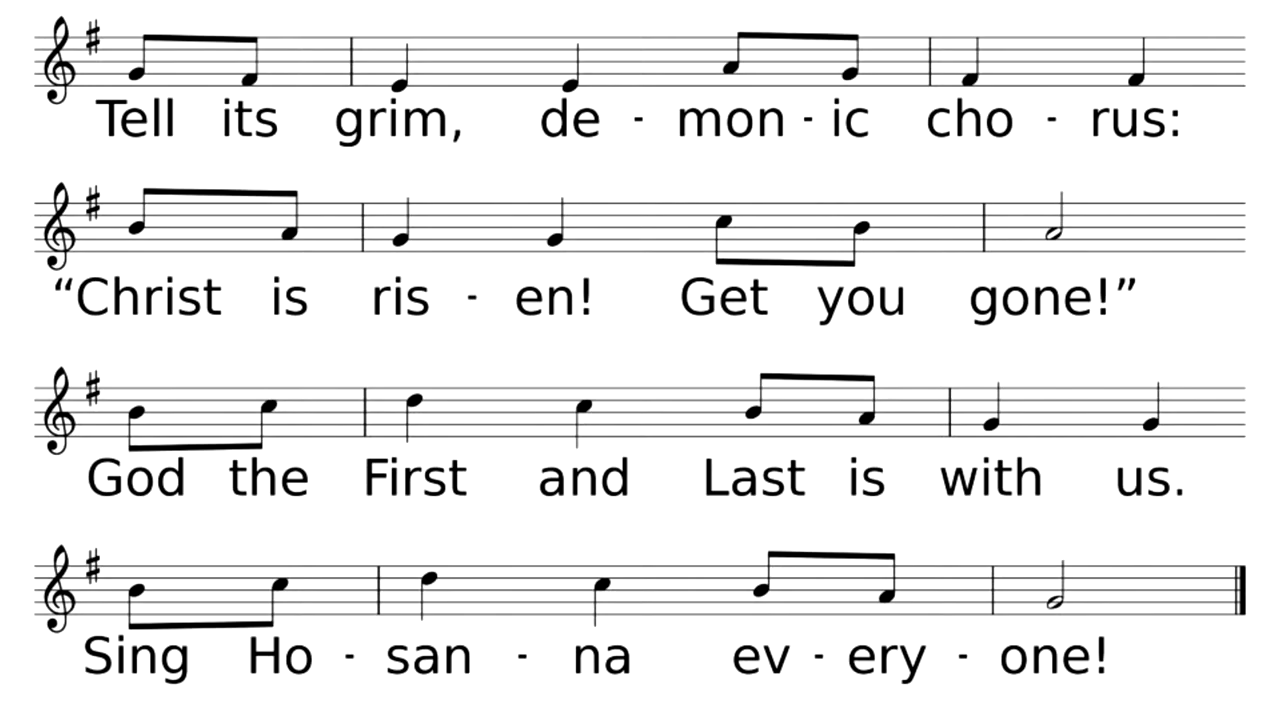 Tell its grim, de - mon - ic cho - rus:
“Christ is ris - en! Get you gone!”
God the First and Last is with us.
Sing Ho - san - na ev - ery - one!